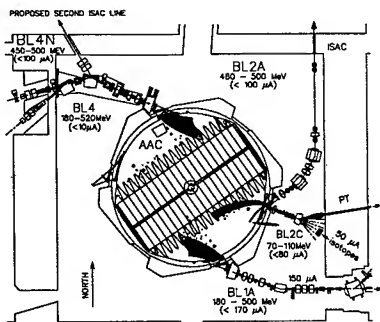 PROPOSED SECOND ISAC LINE
BL4N
450-500 MEV
(<100 µA)
BL4
180-520MeV
(<10µA)
AAC
BL2A
480 - 500MeV
(< 100 µA)
ISAC
PT
50 µA
isotopes
BL2C
70-110MeV
(<80 µA)
150 µA
BL1A
180 - 500 MeV
(< 170 µA)
NORTH